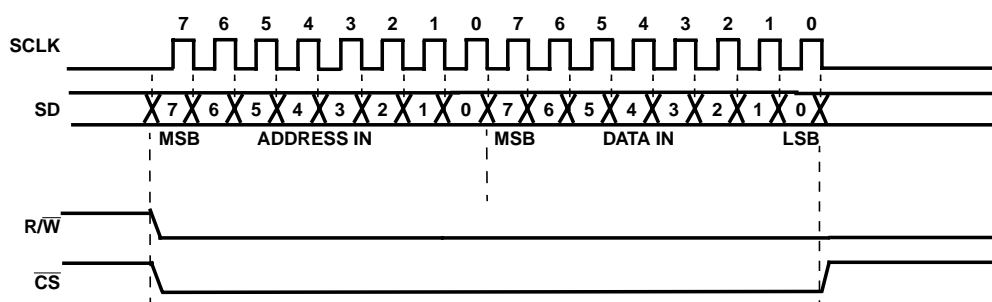 7 6 5 4 3 2 1 0 7 6 5 4 3 2 1 0
SCLK
SD 7 6 5 4 3 2 1 0 7 6 5 4 3 2 1 0
MSB ADDRESS IN MSB DATA IN LSB
R/W̅
C̅S̅